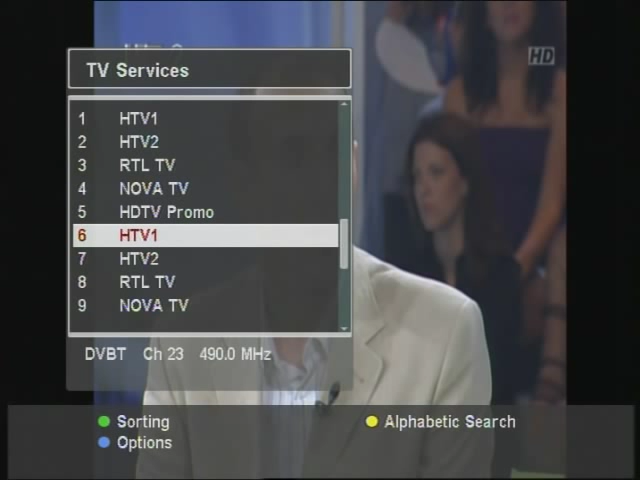 HD
TV Services
1 HTV1
2 HTV2
3 RTL TV
4 NOVA TV
5 HDTV Promo
6 HTV1
7 HTV2
8 RTL TV
9 NOVA TV
DVBT Ch 23 490.0 MHz
Sorting
Alphabetic Search
Options